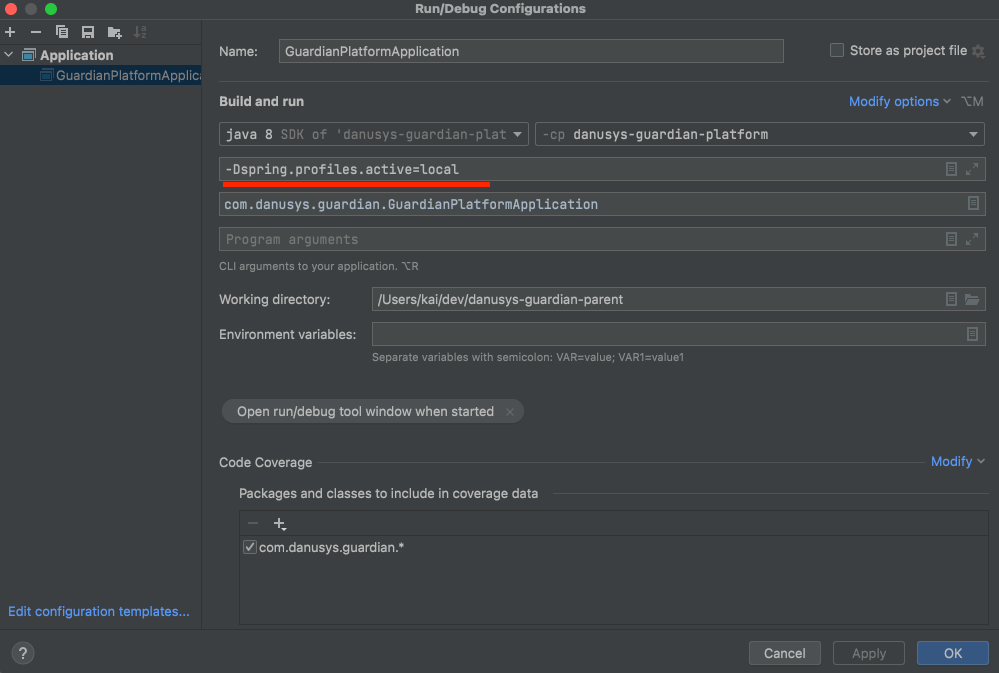 Run/Debug Configurations
Application
GuardianPlatformApplica
Name:
GuardianPlatformApplication
Store as project file
Build and run
Modify options
⌥M
java 8 SDK of 'danusys-guardian-plat
-cp danusys-guardian-platform
-Dspring.profiles.active=local
com.danusys.guardian.GuardianPlatformApplication
Program arguments
CLI arguments to your application. ⌥R
Working directory:
/Users/kai/dev/danusys-guardian-parent
Environment variables:
Separate variables with semicolon: VAR=value; VAR1=value1
Open run/debug tool window when started
Code Coverage
Modify
Packages and classes to include in coverage data
com.danusys.guardian.*
Edit configuration templates...
?
Cancel
Apply
OK